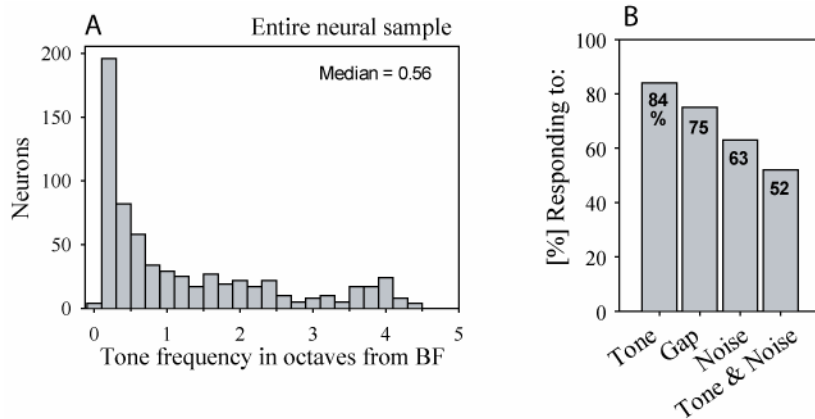 A
Entire neural sample
Median = 0.56
200
150
100
50
0
Neurons
0 1 2 3 4 5
Tone frequency in octaves from BF
B
100
80
60
40
20
0
[%] Responding to:
84
%
75
63
52
Tone
Gap
Noise
Tone & Noise